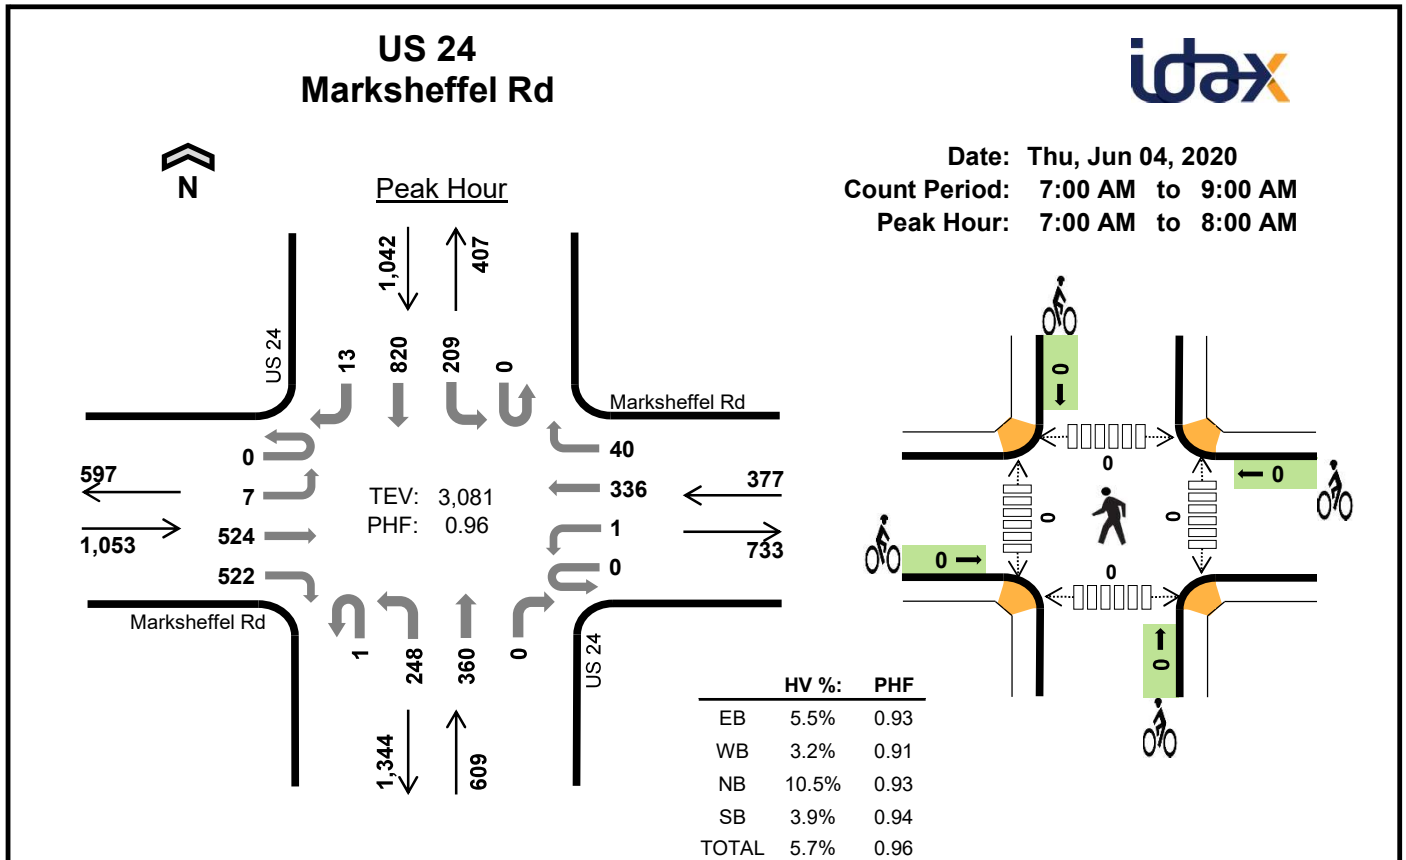 US 24
Marksheffel Rd
idax
Date: Thu, Jun 04, 2020
Count Period: 7:00 AM to 9:00 AM
Peak Hour: 7:00 AM to 8:00 AM
N
Peak Hour
1,042
407
US 24
13
820
209
0
Marksheffel Rd
0
7
524
522
597
1,053
TEV: 3,081
PHF: 0.96
40
336
1
0
377
733
Marksheffel Rd
1
248
360
0
US 24
1,344
609
0
0
0
0
0
0
0
0
HV %: PHF
EB 5.5% 0.93
WB 3.2% 0.91
NB 10.5% 0.93
SB 3.9% 0.94
TOTAL 5.7% 0.96